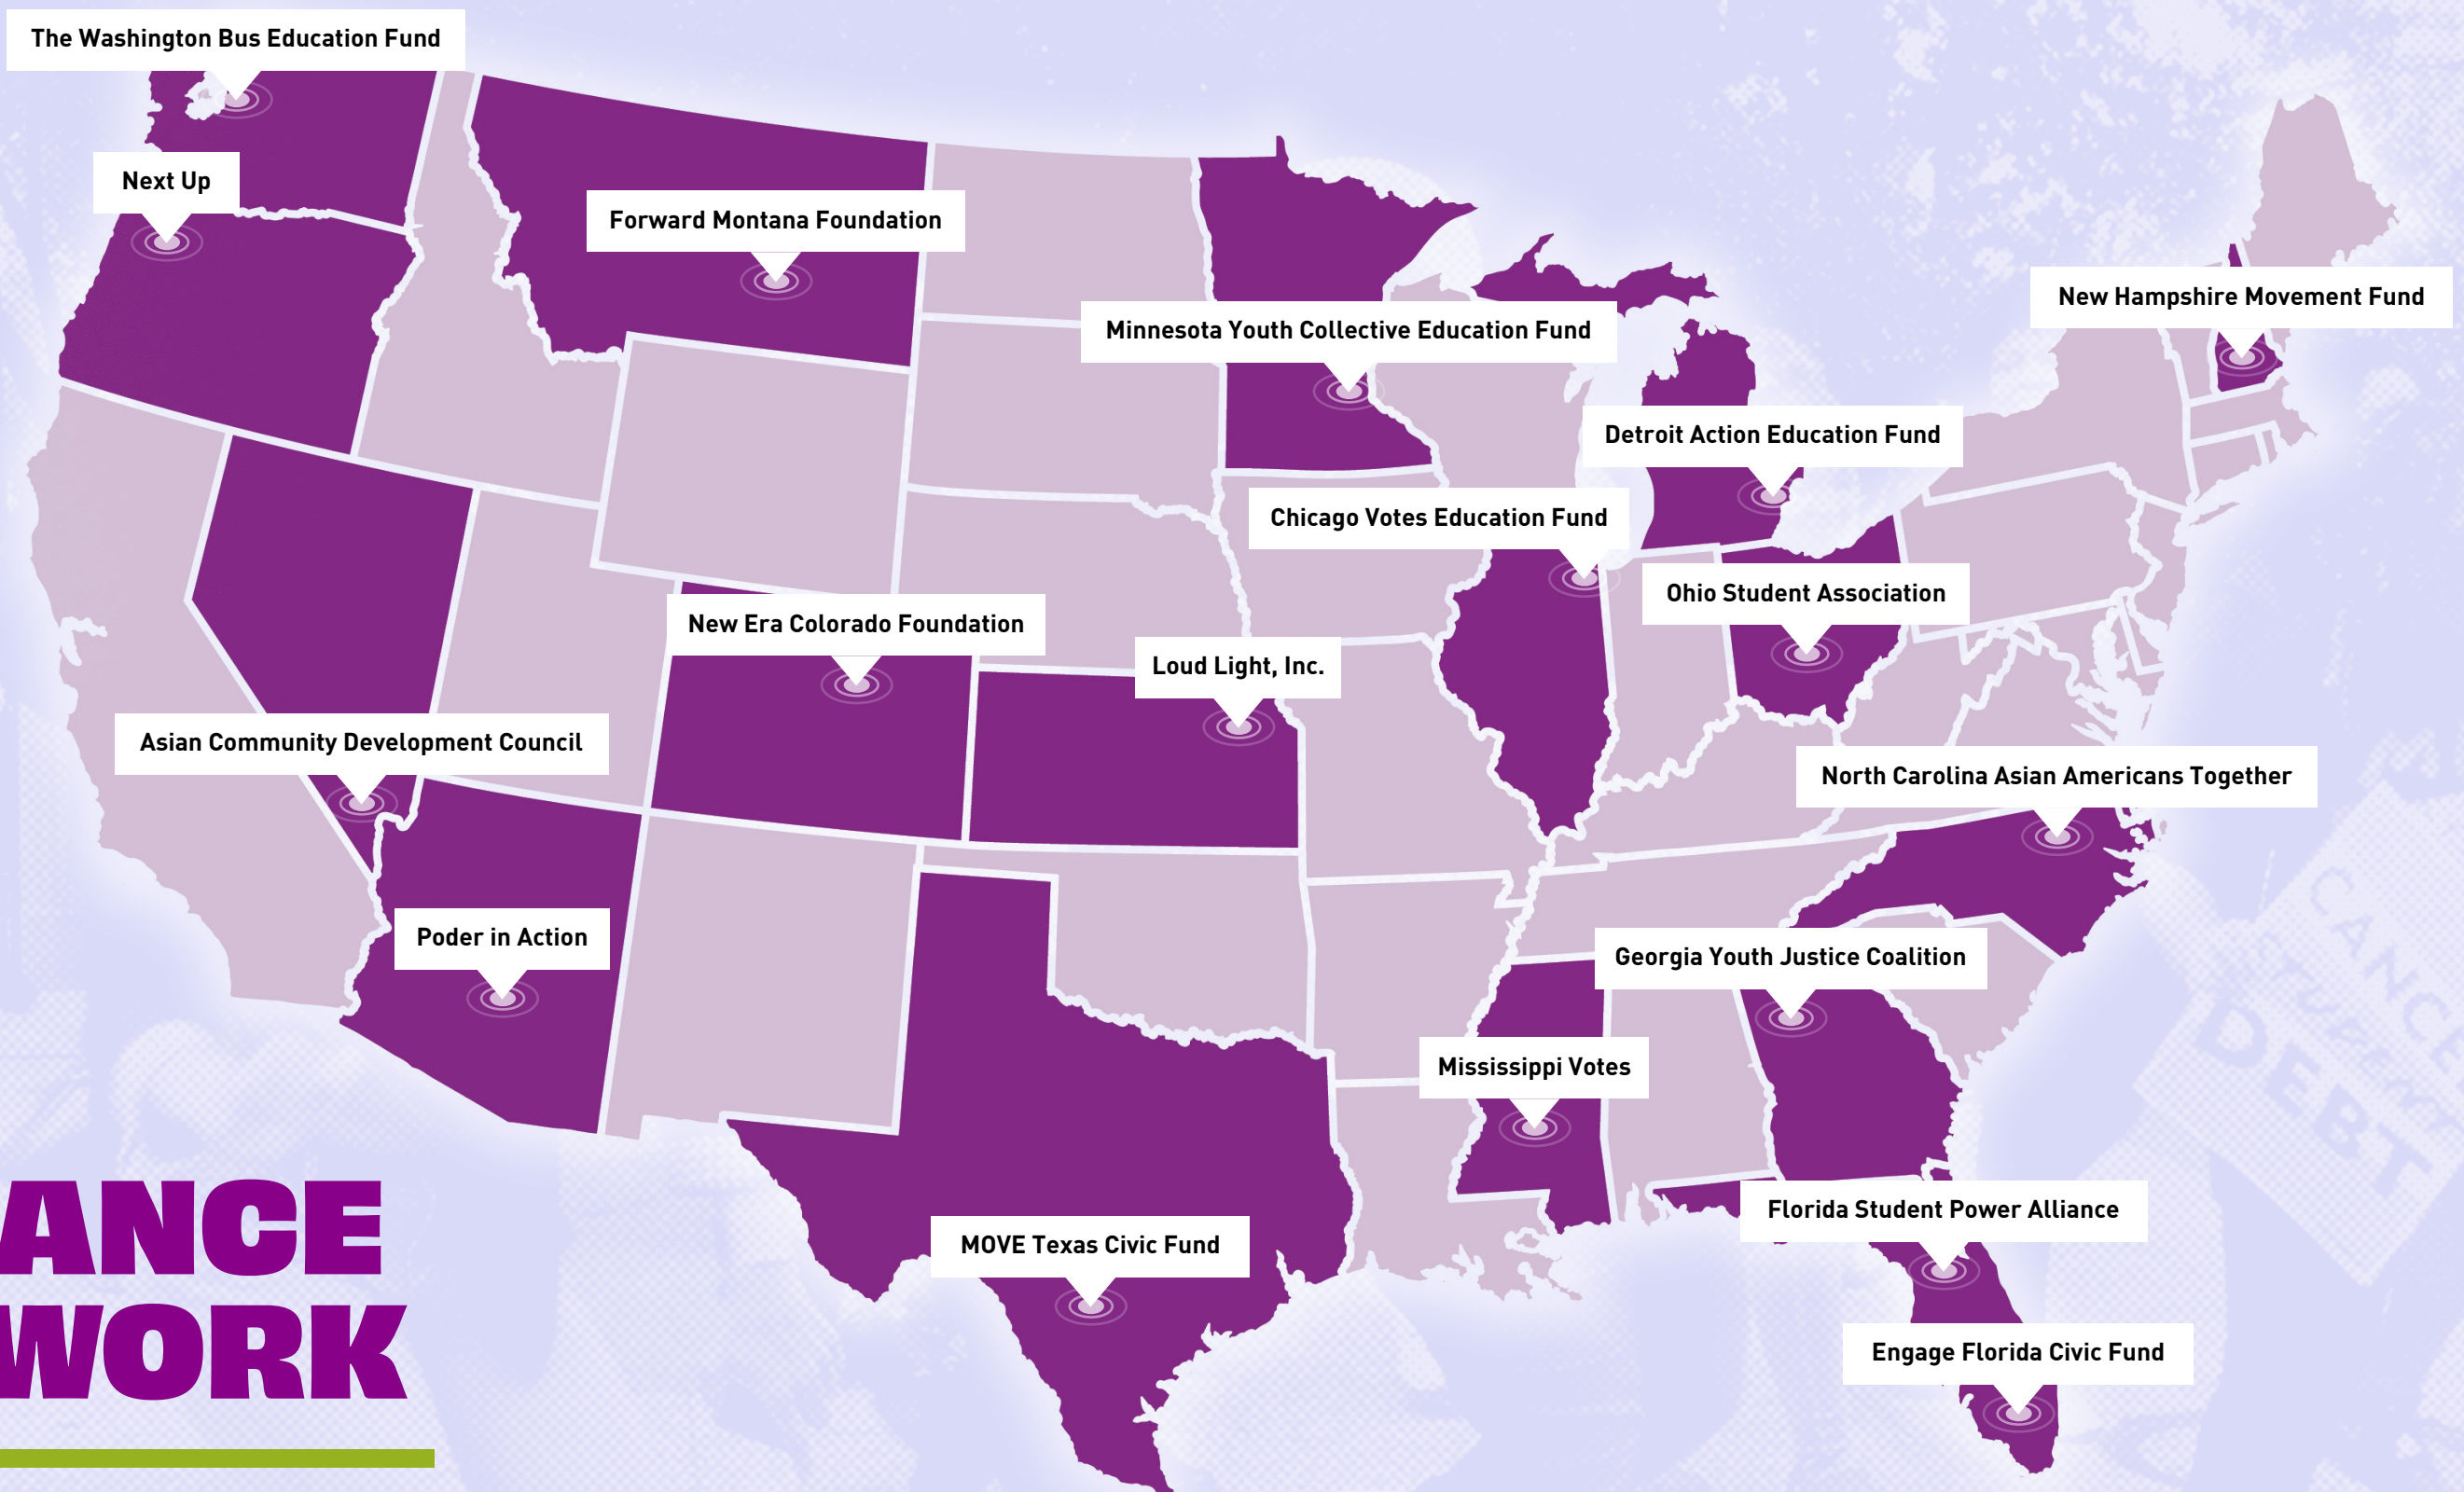 The Washington Bus Education Fund
Next Up
Forward Montana Foundation
New Hampshire Movement Fund
Minnesota Youth Collective Education Fund
Detroit Action Education Fund
Chicago Votes Education Fund
Ohio Student Association
New Era Colorado Foundation
Loud Light, Inc.
Asian Community Development Council
North Carolina Asian Americans Together
Poder in Action
Georgia Youth Justice Coalition
Mississippi Votes
Florida Student Power Alliance
MOVE Texas Civic Fund
Engage Florida Civic Fund
ANCE
WORK
CANCEL
STUDENT
DEBT